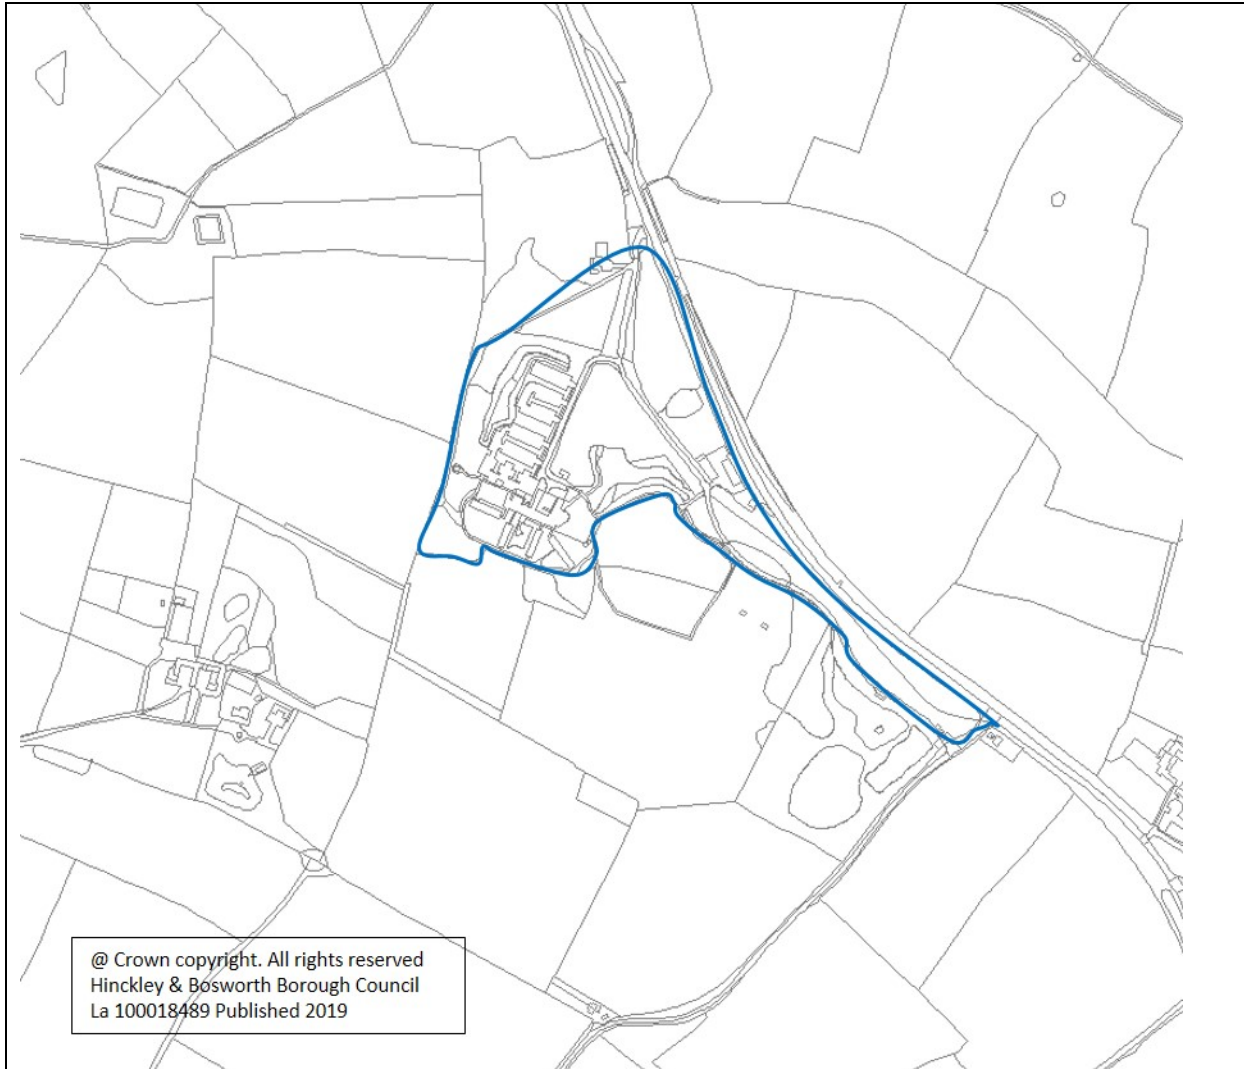 @ Crown copyright. All rights reserved
Hinckley & Bosworth Borough Council
La 100018489 Published 2019